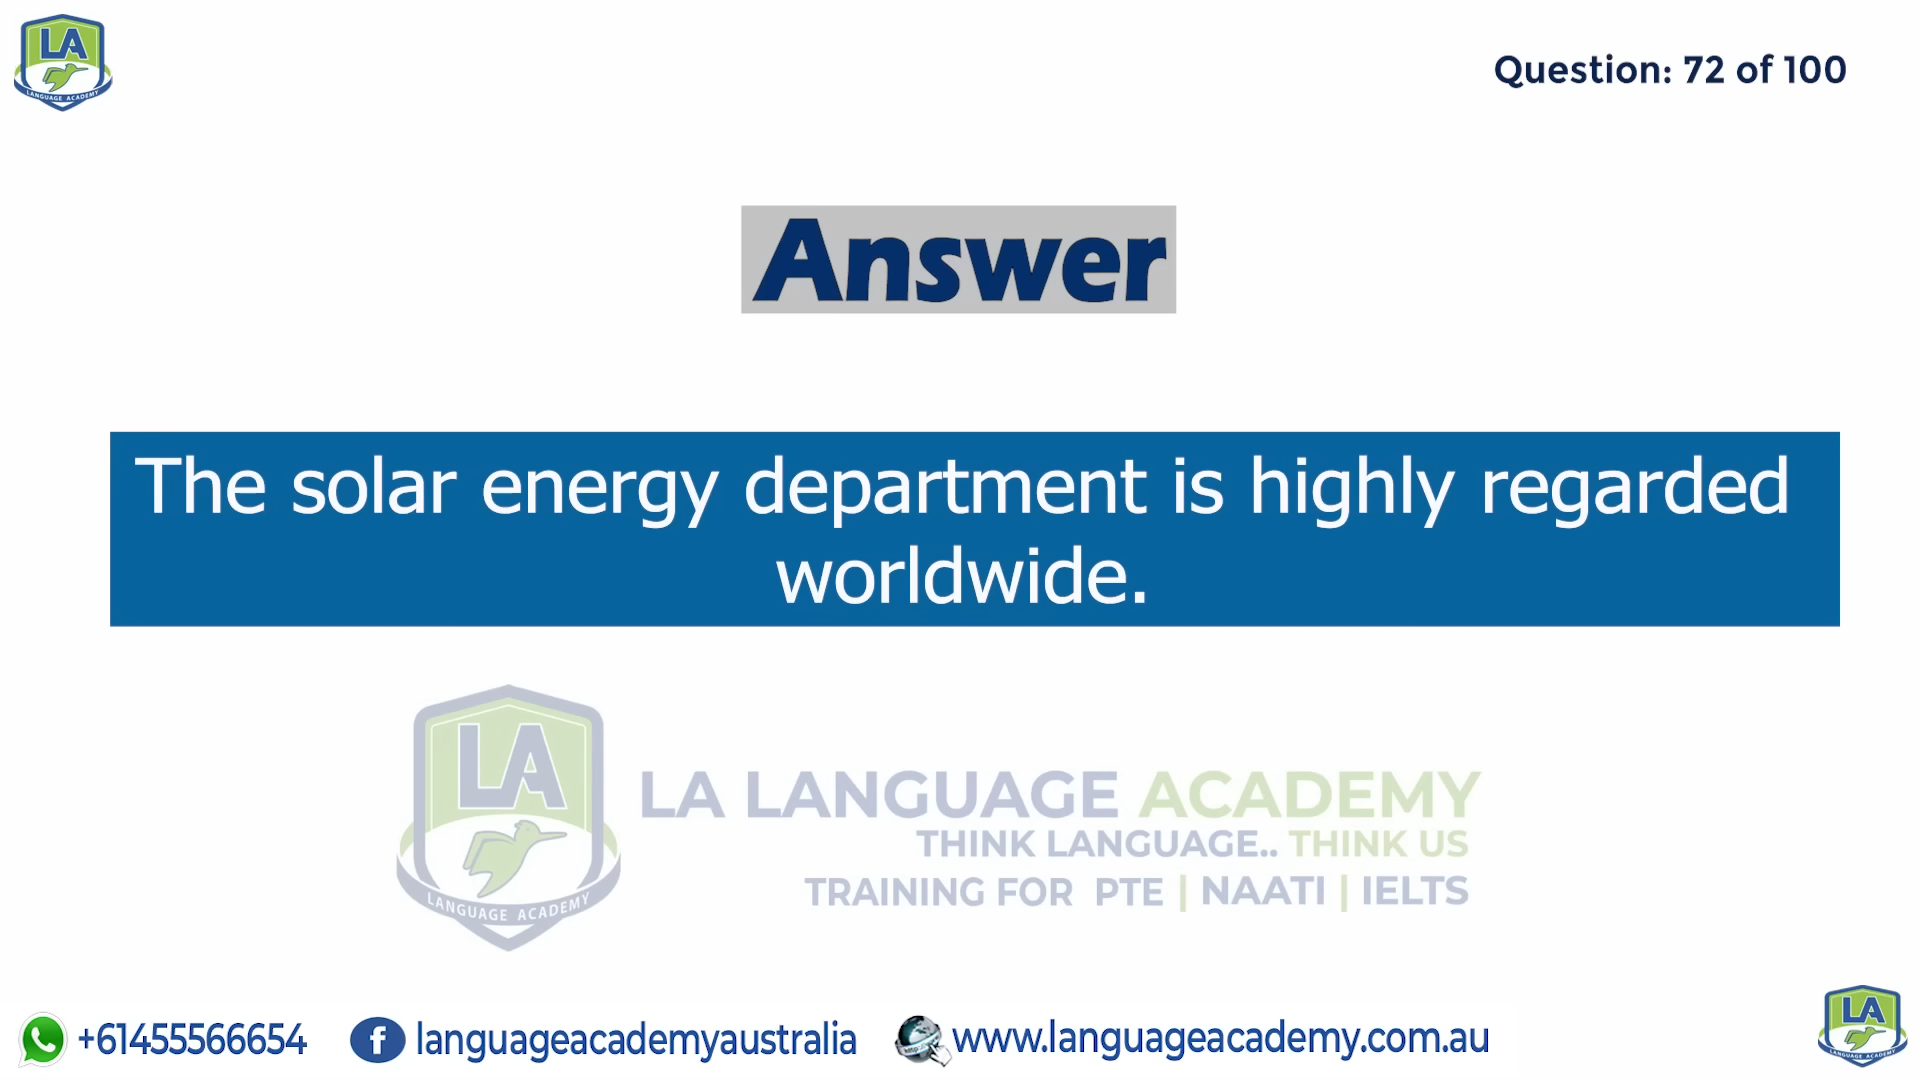 LA
LANGUAGE ACADEMY
Question: 72 of 100
Answer
The solar energy department is highly regarded
worldwide.
LA
LANGUAGE ACADEMY
LA LANGUAGE ACADEMY
THINK LANGUAGE.. THINK US
TRAINING FOR PTE | NAATI | IELTS
+61455566654
languageacademyaustralia
www.languageacademy.com.au
LA
LANGUAGE ACADEMY